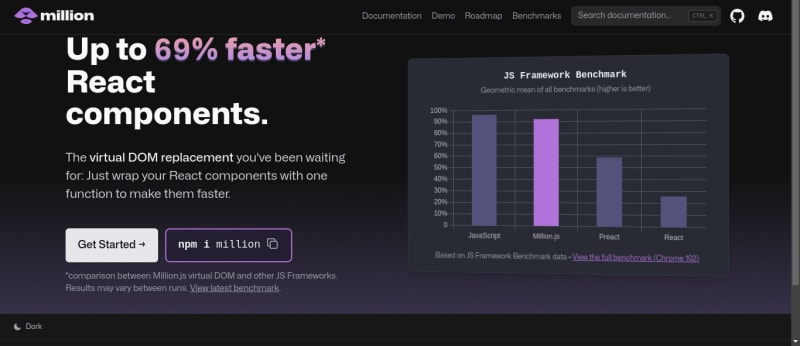 million
Documentation
Demo
Roadmap
Benchmarks
Search documentation...
CTRL K
Up to 69% faster*
React
components.
The virtual DOM replacement you've been waiting
for: Just wrap your React components with one
function to make them faster.
Get Started →
npm i million
*comparison between Million.js virtual DOM and other JS Frameworks.
Results may vary between runs. View latest benchmark.
JS Framework Benchmark
Geometric mean of all benchmarks (higher is better)
100%
90%
80%
70%
60%
50%
40%
30%
20%
10%
0
JavaScript
Million.js
Preact
React
Based on JS Framework Benchmark data • View the full benchmark (Chrome 102)
Dark